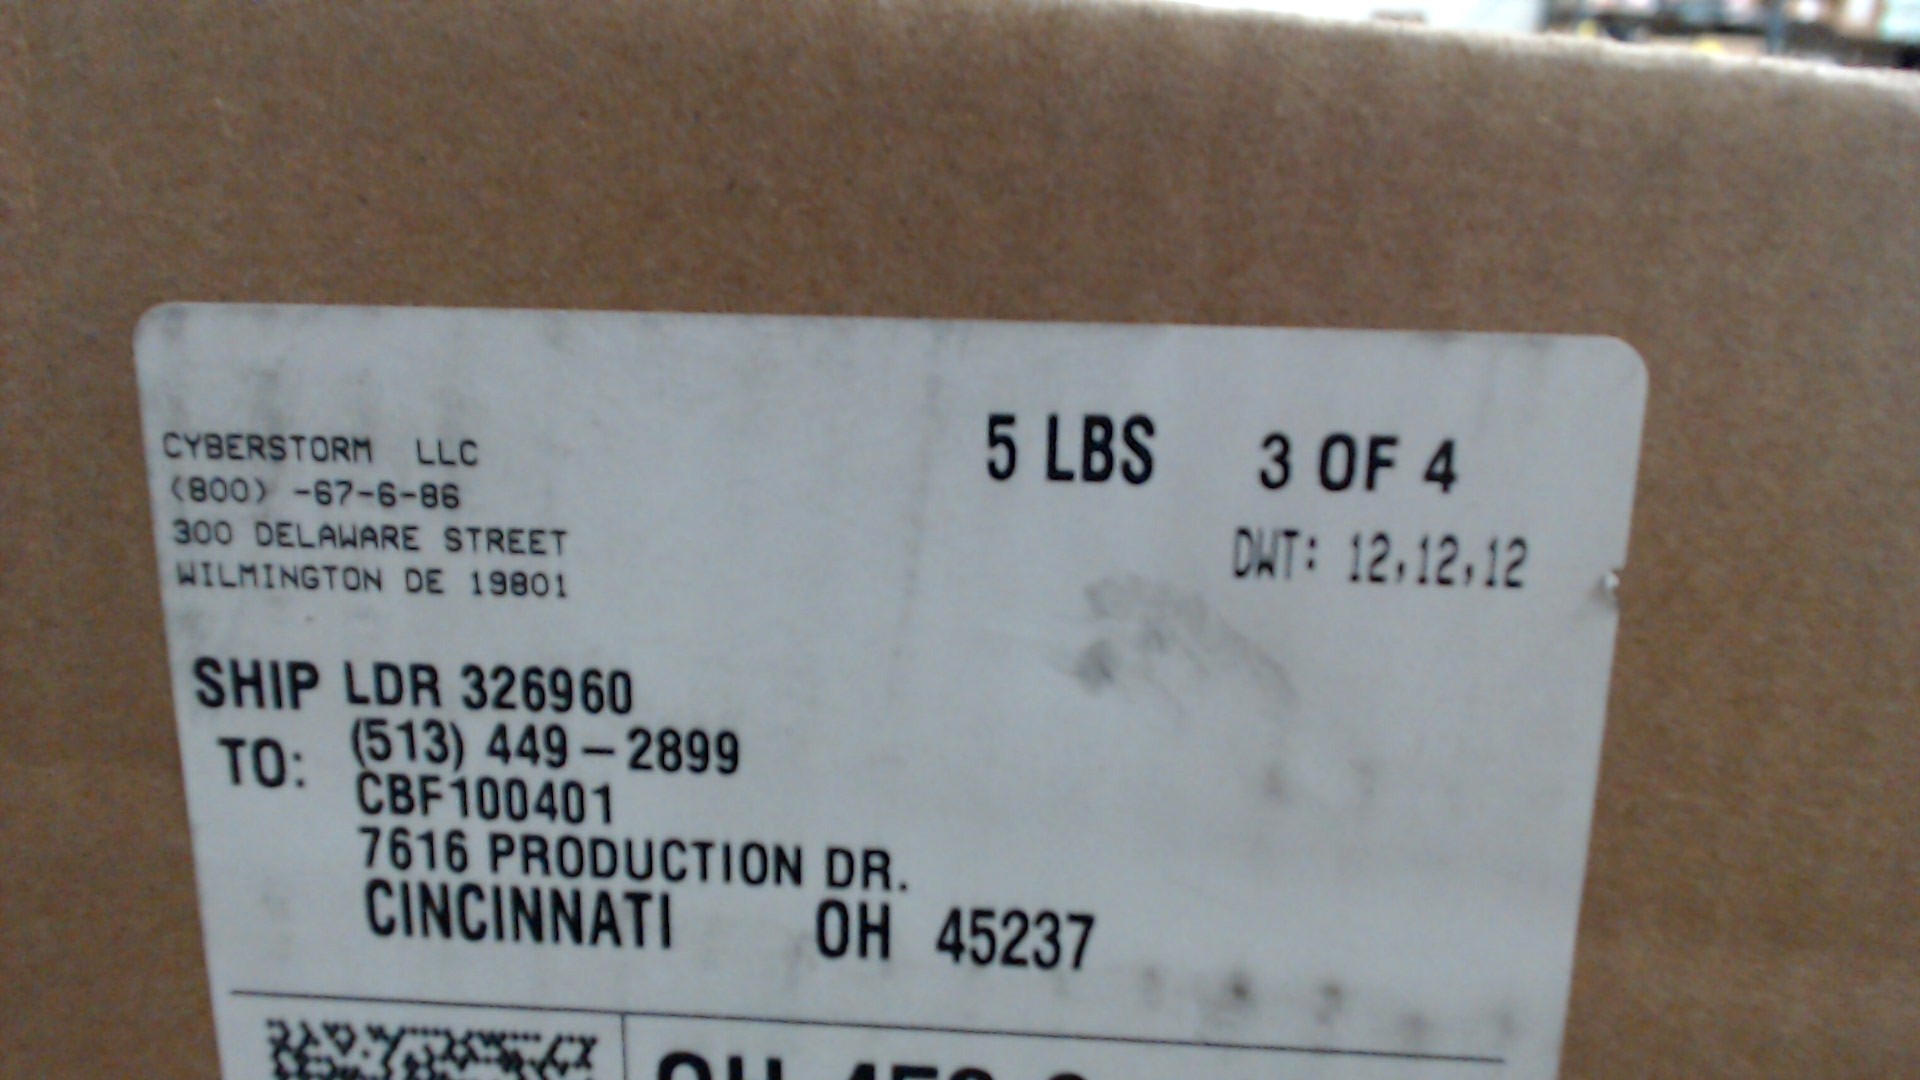 CYBERSTORM LLC
(800) -67-6-86
300 DELAWARE STREET
WILMINGTON DE 19801
5 LBS 3 OF 4
DWT: 12,12,12
SHIP TO:
LDR 326960
(513) 449-2899
CBF100401
7616 PRODUCTION DR.
CINCINNATI OH 45237
OH